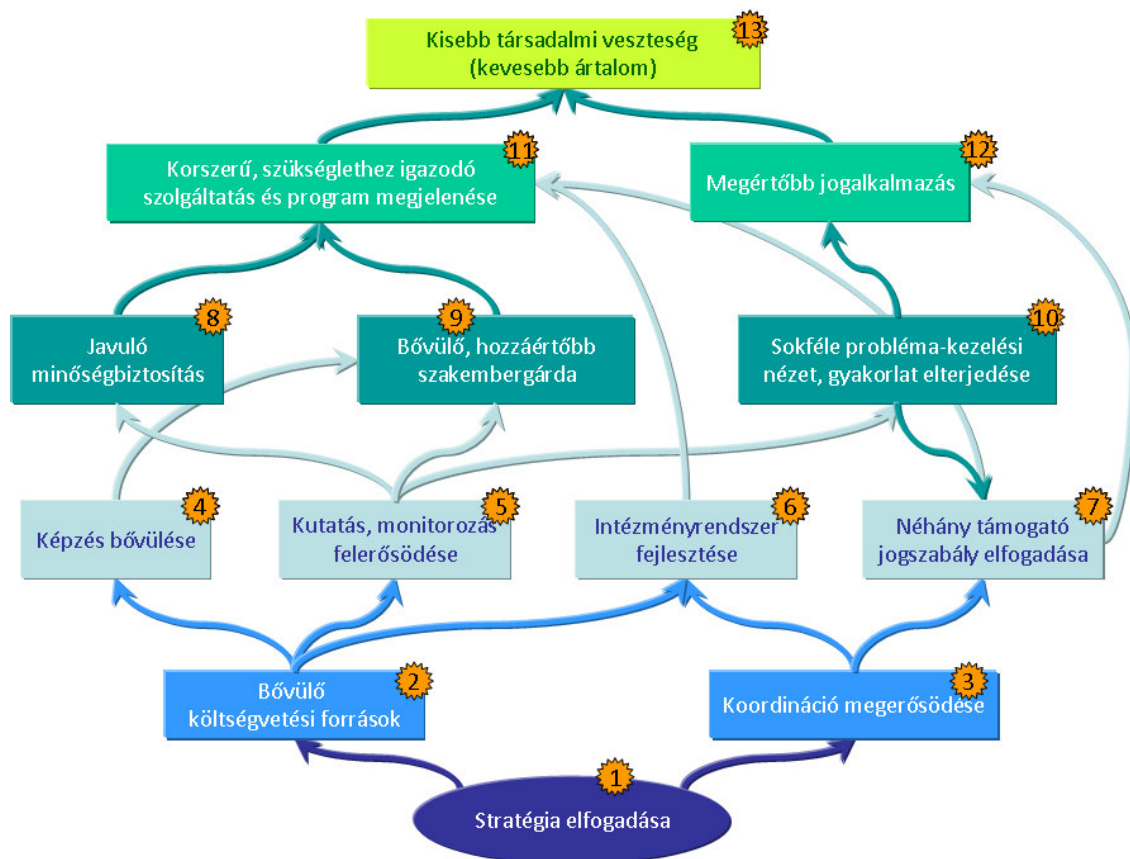 13
Kisebb társadalmi veszteség
(kevesebb ártalom)
11
Korszerű, szükséglethez igazodó
szolgáltatás és program megjelenése
12
Megértőbb jogalkalmazás
8
Javuló
minőségbiztosítás
9
Bővülő, hozzáértőbb
szakembergárda
10
Sokféle probléma-kezelési
nézet, gyakorlat elterjedése
4
Képzés bővülése
5
Kutatás, monitorozás
felerősödése
6
Intézményrendszer
fejlesztése
7
Néhány támogató
jogszabály elfogadása
2
Bővülő
költségvetési források
3
Koordináció megerősödése
1
Stratégia elfogadása